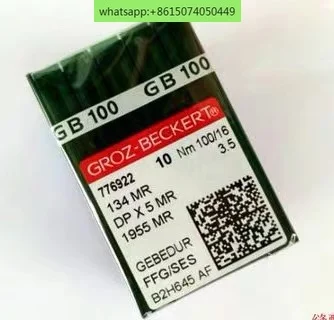 whatsapp:+8615074050449
GB 100 GB 100
GROZ-BECKERT®
776922 10 Nm 100/16
134 MR 3.5
DP X 5 MR
1955 MR
GEBEDUR
FFG/SES
B2H645 AF